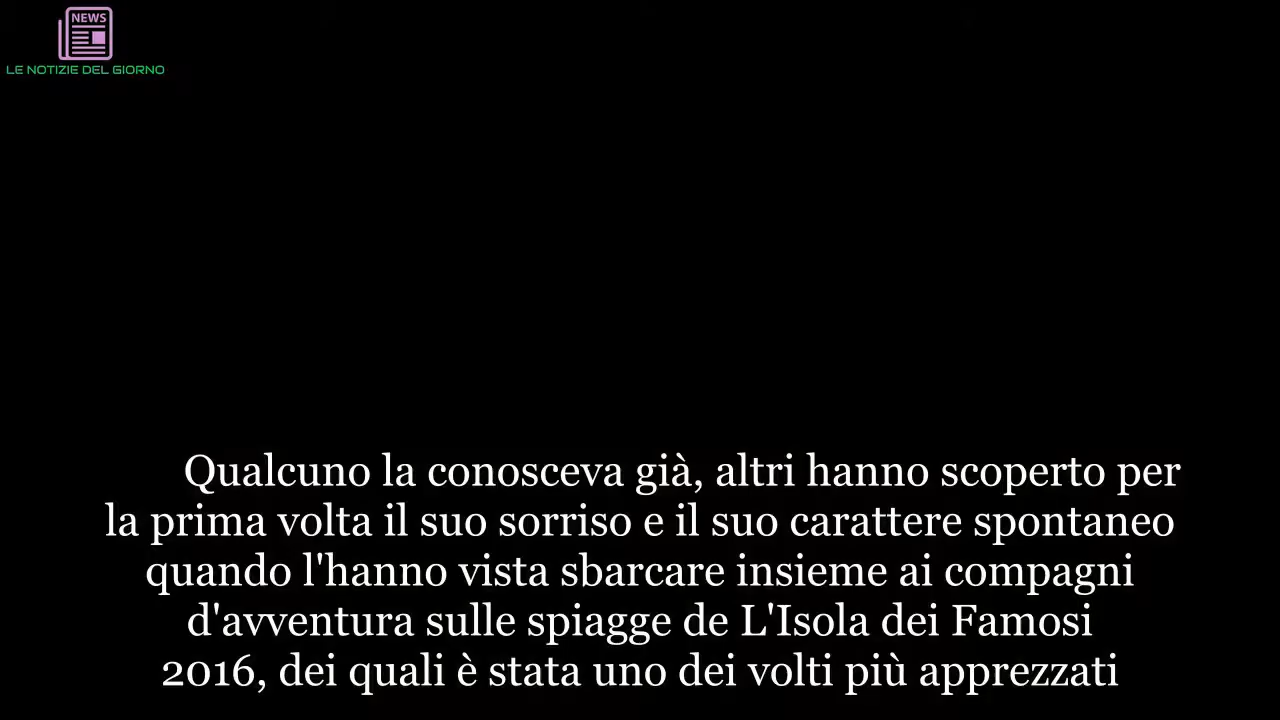 NEWS
LE NOTIZIE DEL GIORNO
Qualcuno la conosceva già, altri hanno scoperto per
la prima volta il suo sorriso e il suo carattere spontaneo
quando l'hanno vista sbarcare insieme ai compagni
d'avventura sulle spiagge de L'Isola dei Famosi
2016, dei quali è stata uno dei volti più apprezzati